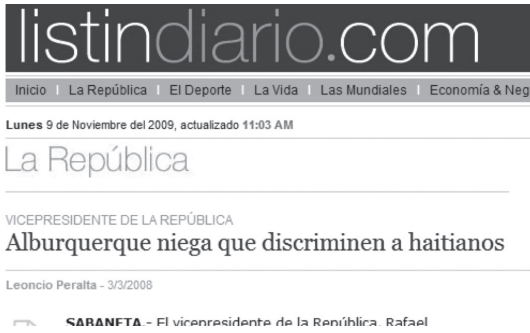 listindiario.com
Inicio | La República | El Deporte | La Vida | Las Mundiales | Economía & Neg
Lunes 9 de Noviembre del 2009, actualizado 11:03 AM
La República
VICEPRESIDENTE DE LA REPÚBLICA
Alburquerque niega que discriminen a haitianos
Leoncio Peralta - 3/3/2008
SABANETA.- El vicepresidente de la República, Rafael